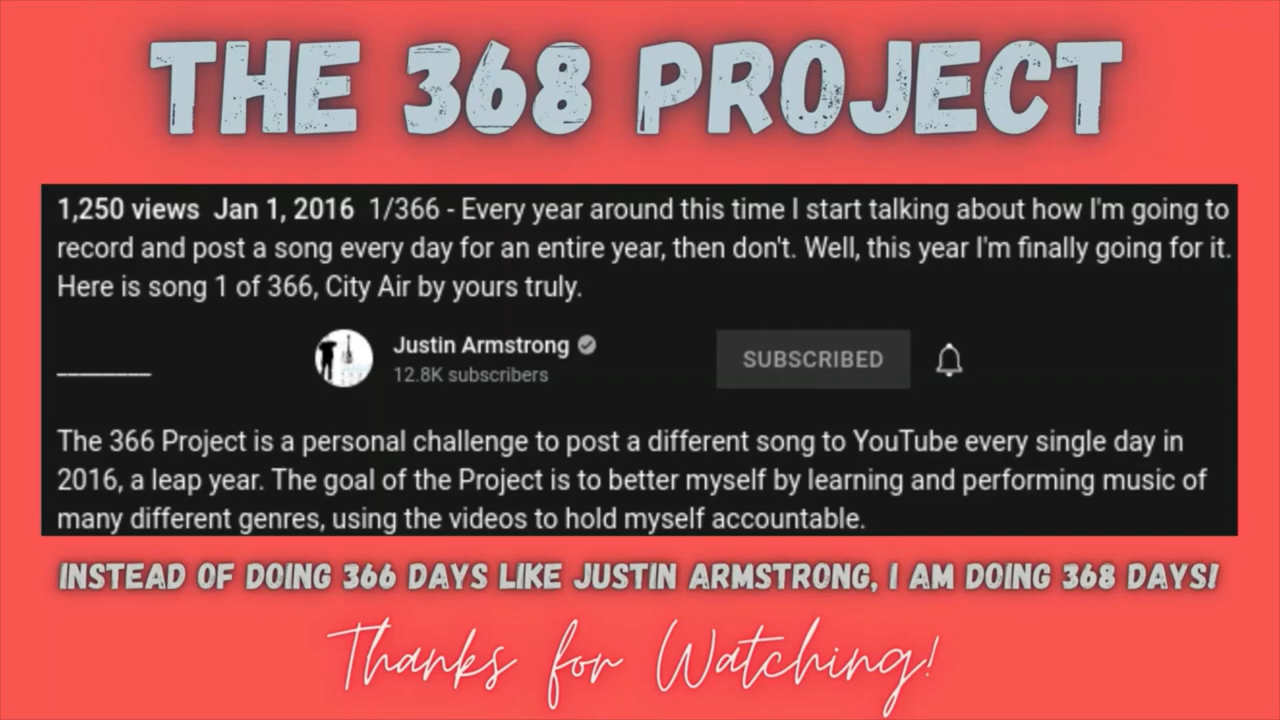 THE 368 PROJECT
1,250 views Jan 1, 2016 1/366 - Every year around this time I start talking about how I'm going to
record and post a song every day for an entire year, then don't. Well, this year I'm finally going for it.
Here is song 1 of 366, City Air by yours truly.
Justin Armstrong
12.8K subscribers
SUBSCRIBED
The 366 Project is a personal challenge to post a different song to YouTube every single day in
2016, a leap year. The goal of the Project is to better myself by learning and performing music of
many different genres, using the videos to hold myself accountable.
INSTEAD OF DOING 366 DAYS LIKE JUSTIN ARMSTRONG, I AM DOING 368 DAYS!
Thanks for Watching!